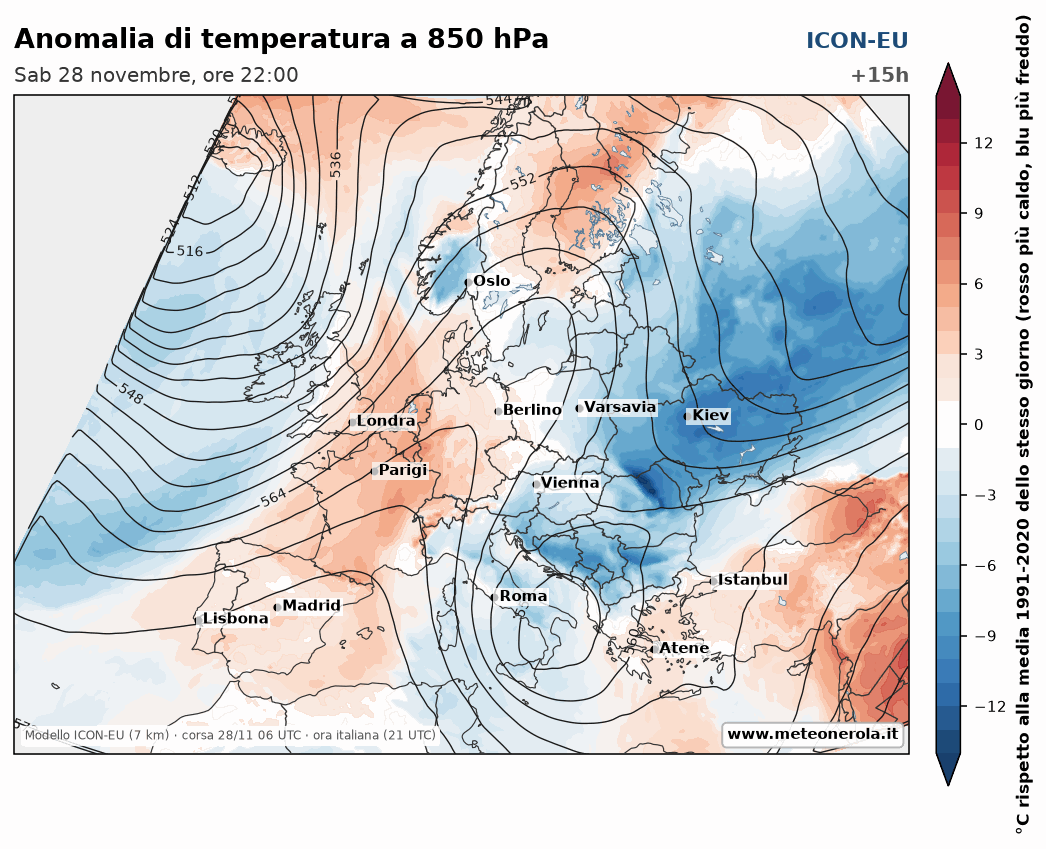 Anomalia di temperatura a 850 hPa
ICON-EU
Sab 28 novembre, ore 22:00
+15h
544
520
536
512
552
524
516
Oslo
548
Berlino
Varsavia
Kiev
Londra
Parigi
Vienna
564
Istanbul
Roma
Madrid
Lisbona
560
Atene
Modello ICON-EU (7 km) · corsa 28/11 06 UTC · ora italiana (21 UTC)
www.meteonerola.it
12
9
6
3
0
−3
−6
−9
−12
°C rispetto alla media 1991-2020 dello stesso giorno (rosso più caldo, blu più freddo)